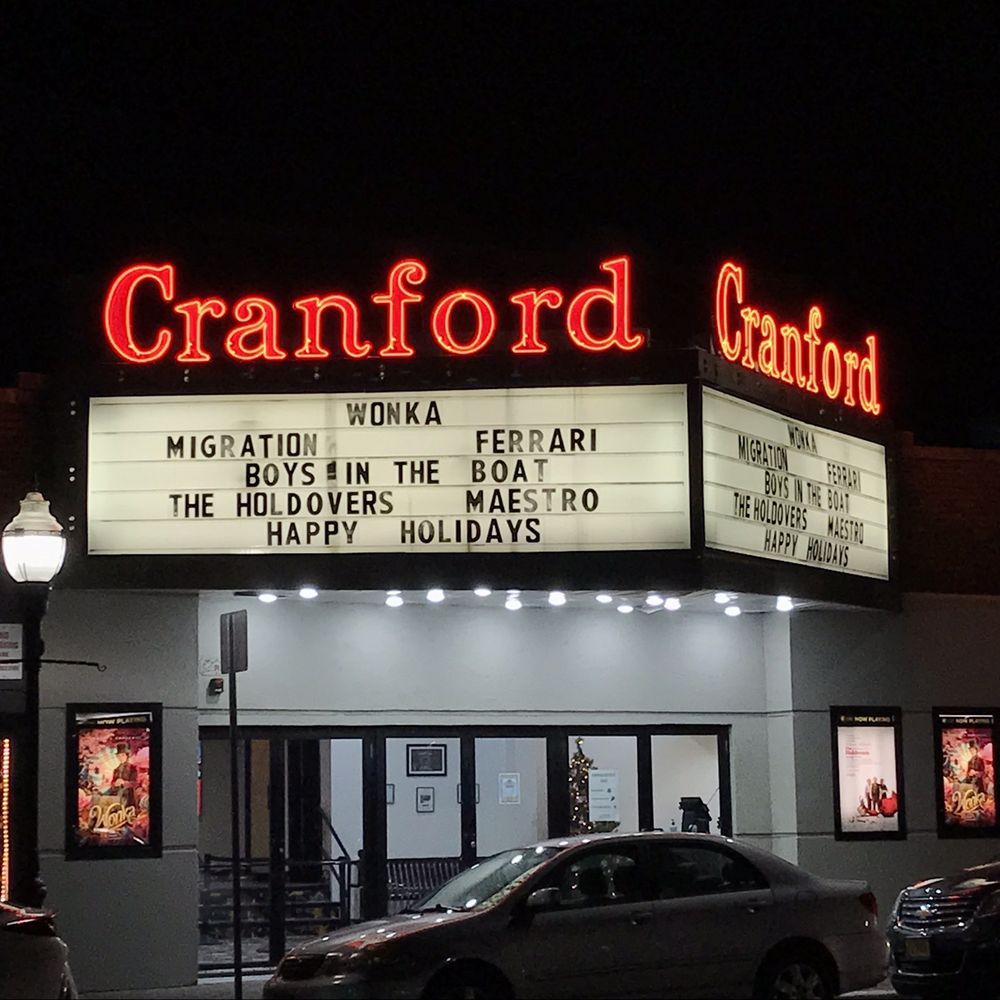 Cranford
Cranford
WONKA
MIGRATION FERRARI
BOYS IN THE BOAT
THE HOLDOVERS MAESTRO
HAPPY HOLIDAYS
WONKA
MIGRATION FERRARI
BOYS IN THE BOAT
THE HOLDOVERS MAESTRO
HAPPY HOLIDAYS
NOW PLAYING
Wonka
NOW PLAYING
Holdovers
NOW PLAYING
Wonka